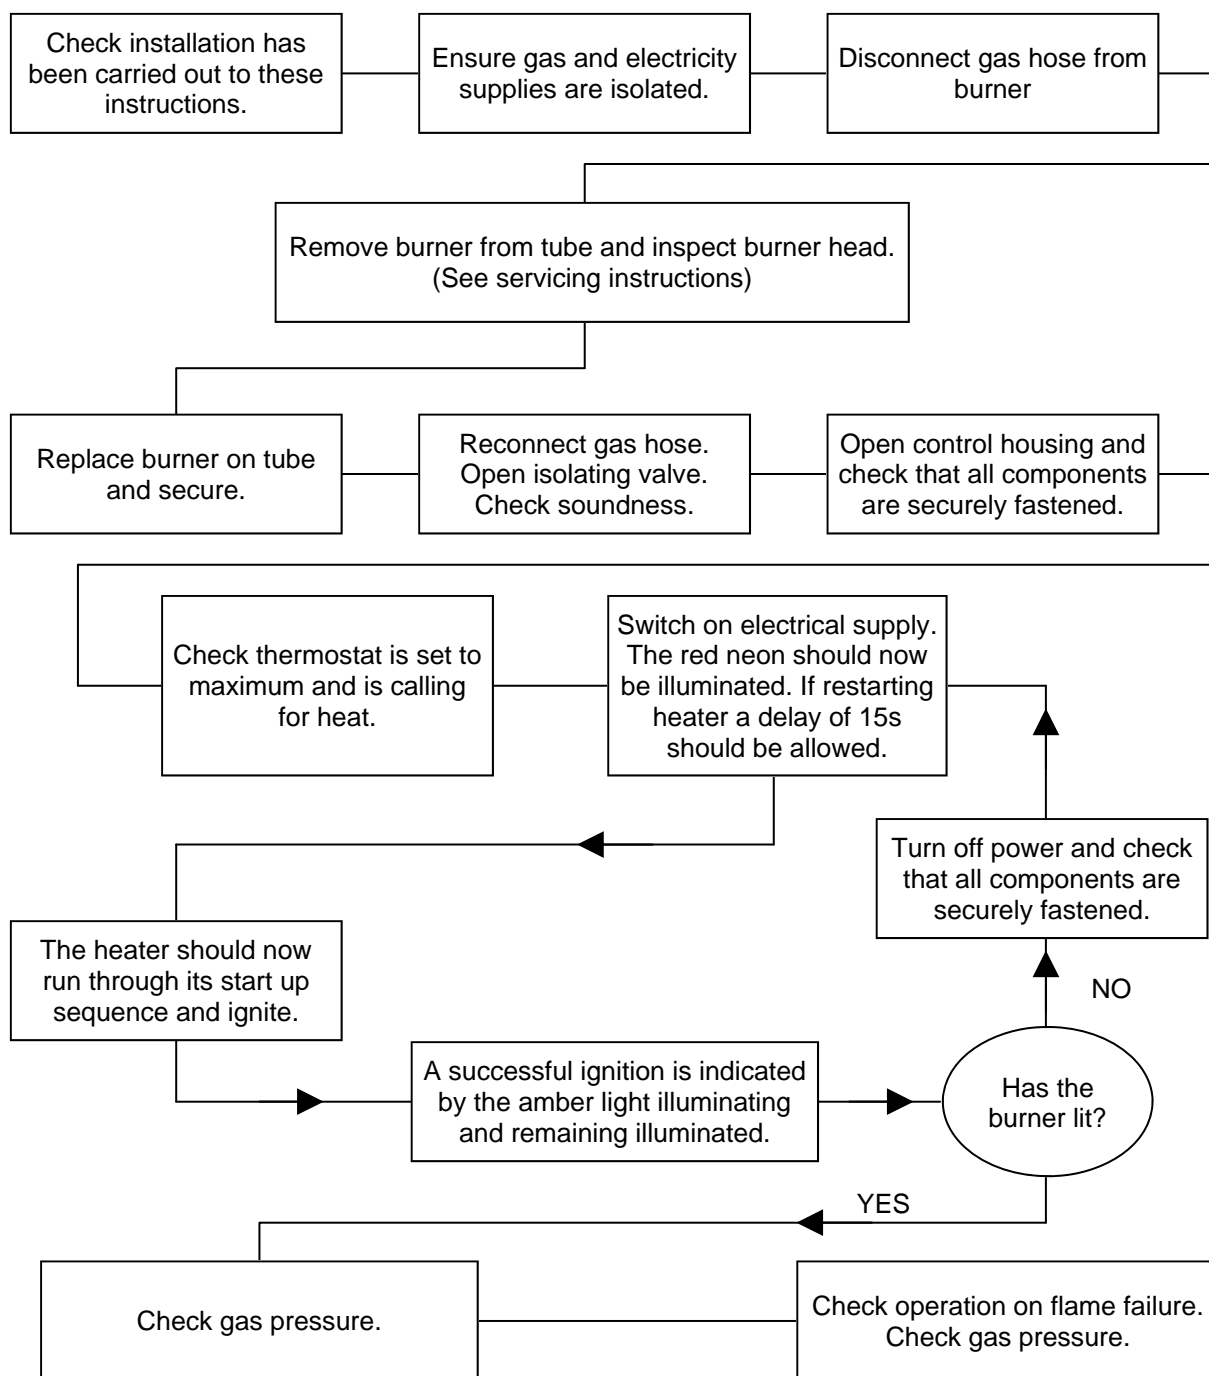 Check installation has
been carried out to these
instructions.
Ensure gas and electricity
supplies are isolated.
Disconnect gas hose from
burner
Remove burner from tube and inspect burner head.
(See servicing instructions)
Replace burner on tube
and secure.
Reconnect gas hose.
Open isolating valve.
Check soundness.
Open control housing and
check that all components
are securely fastened.
Check thermostat is set to
maximum and is calling
for heat.
Switch on electrical supply.
The red neon should now
be illuminated. If restarting
heater a delay of 15s
should be allowed.
The heater should now
run through its start up
sequence and ignite.
A successful ignition is indicated
by the amber light illuminating
and remaining illuminated.
Has the
burner lit?
NO
Turn off power and check
that all components are
securely fastened.
YES
Check gas pressure.
Check operation on flame failure.
Check gas pressure.